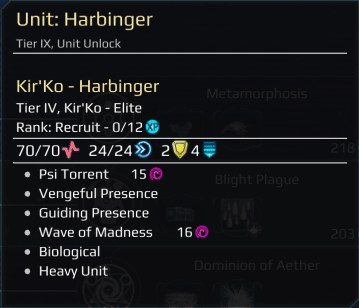 Unit: Harbinger
Tier IX, Unit Unlock
Kir'Ko - Harbinger
Tier IV, Kir'Ko - Elite
Rank: Recruit - 0/12 XP
70/70 24/24 2 4
Psi Torrent 15
Vengeful Presence
Guiding Presence
Wave of Madness 16
Biological
Heavy Unit
Metamorphosis
218
Blight Plague
203
Dominion of Aether